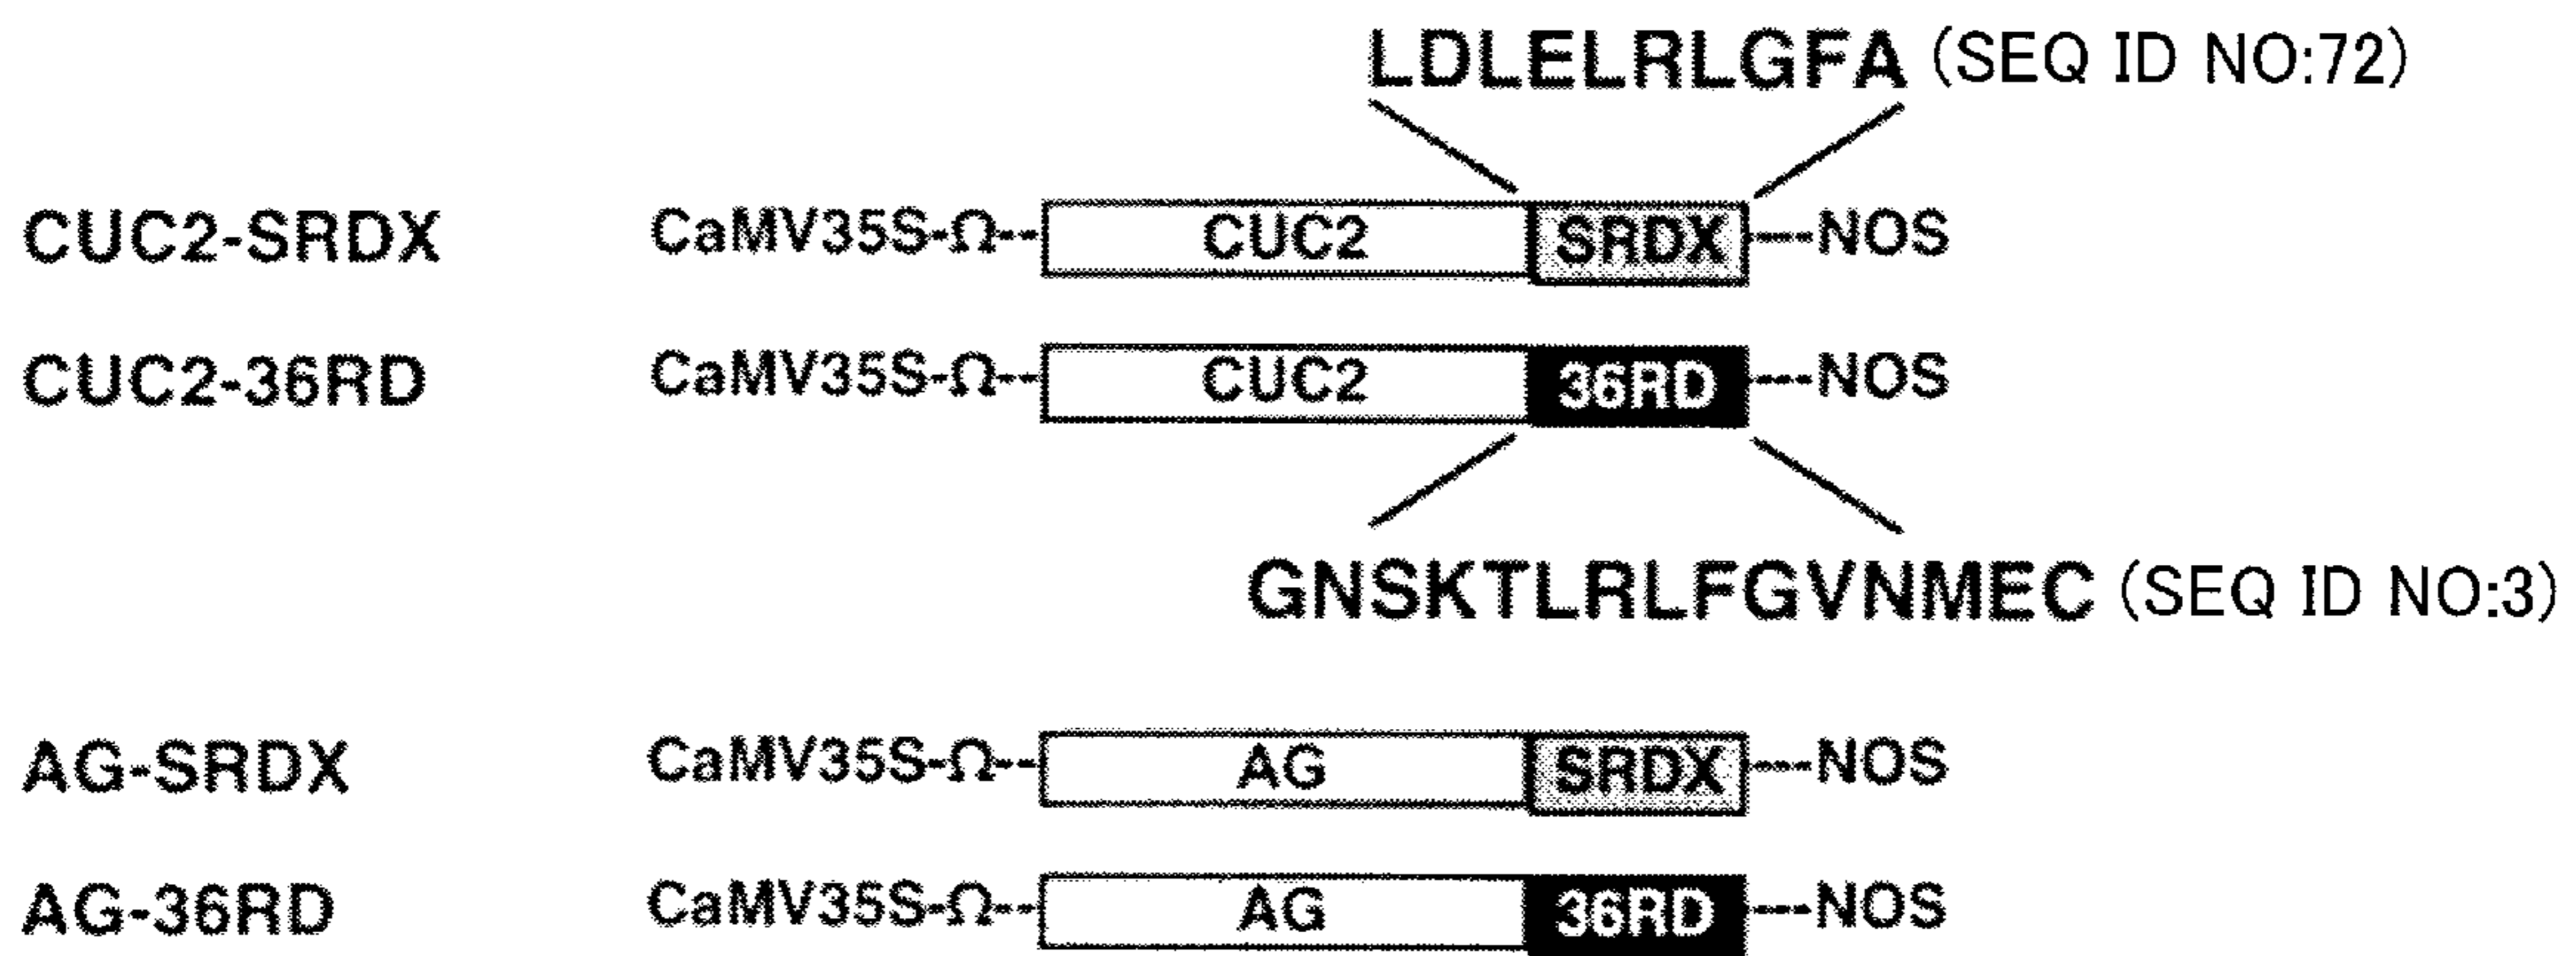 LDLELRLGFA (SEQ ID NO:72)
CUC2-SRDX CaMV35S-Ω--- CUC2 SRDX ---NOS
CUC2-36RD CaMV35S-Ω--- CUC2 36RD ---NOS
GNSKTLRLFGVNMEC (SEQ ID NO:3)
AG-SRDX CaMV35S-Ω--- AG SRDX ---NOS
AG-36RD CaMV35S-Ω--- AG 36RD ---NOS